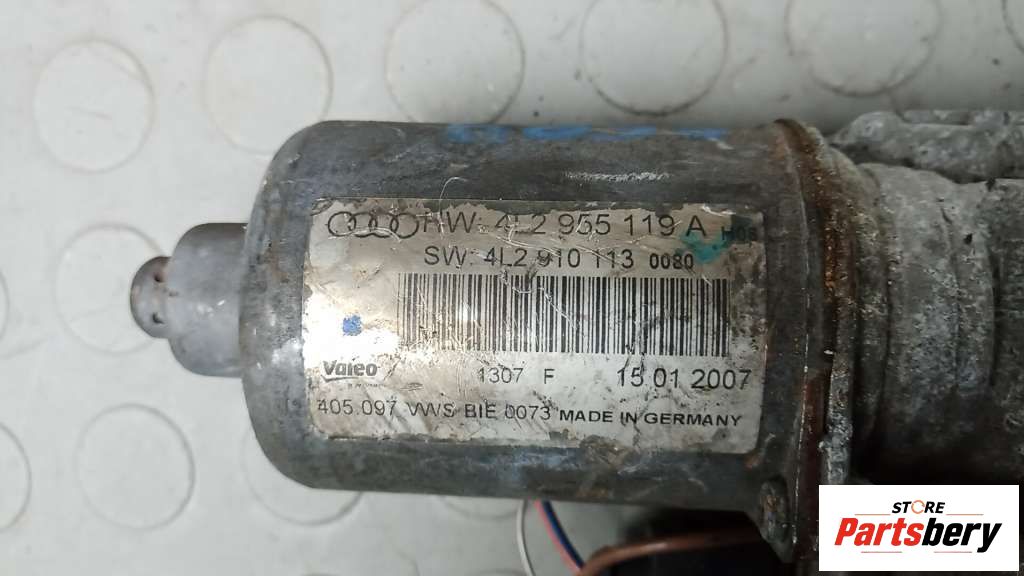 HW: 4L2 955 119 A
SW: 4L2 910 113 0080
Valeo
1307 F 15.01 2007
405.097 VWS BIE 0073 MADE IN GERMANY
STORE
Partsbery